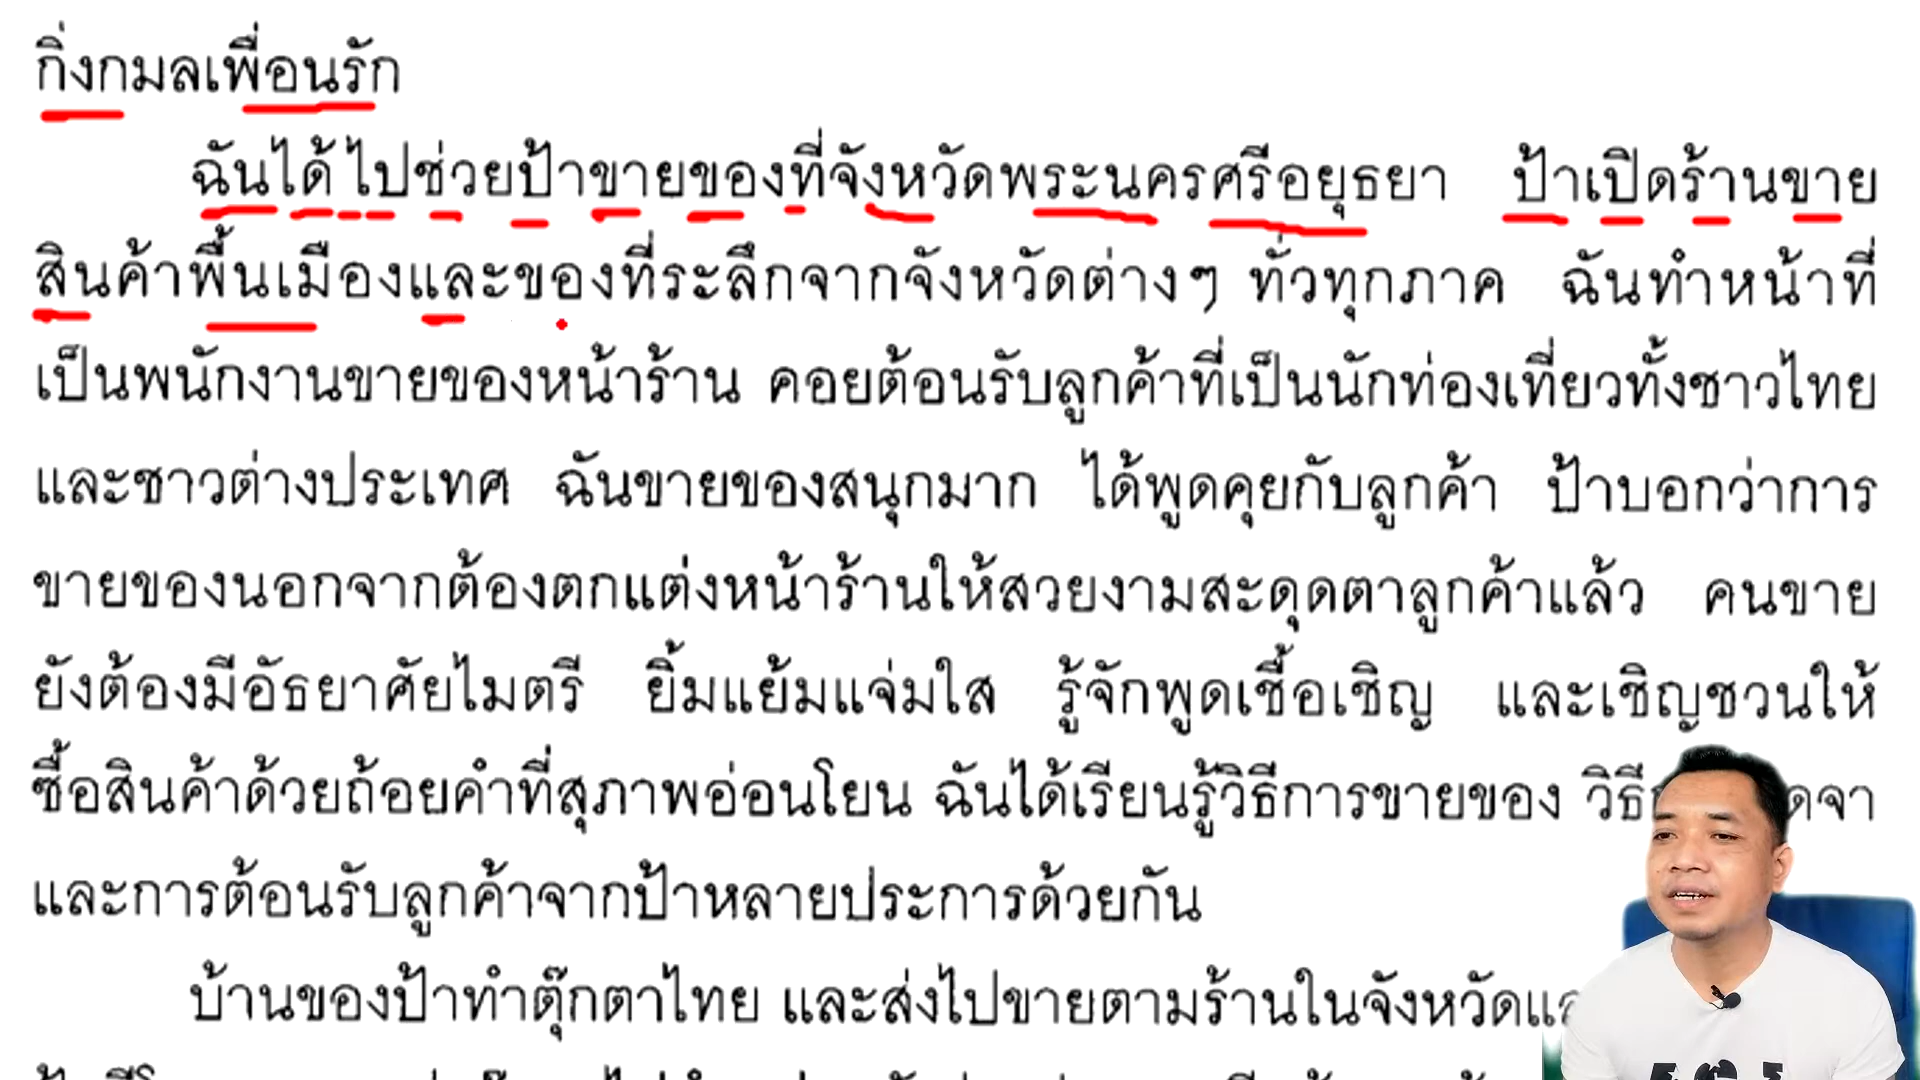 กิ่งกมลเพื่อนรัก
ฉันได้ไปช่วยป้าขายของที่จังหวัดพระนครศรีอยุธยา ป้าเปิดร้านขาย
สินค้าพื้นเมืองและของที่ระลึกจากจังหวัดต่างๆ ทั่วทุกภาค ฉันทำหน้าที่
เป็นพนักงานขายของหน้าร้าน คอยต้อนรับลูกค้าที่เป็นนักท่องเที่ยวทั้งชาวไทย
และชาวต่างประเทศ ฉันขายของสนุกมาก ได้พูดคุยกับลูกค้า ป้าบอกว่าการ
ขายของนอกจากต้องตกแต่งหน้าร้านให้สวยงามสะดุดตาลูกค้าแล้ว คนขาย
ยังต้องมีอัธยาศัยไมตรี ยิ้มแย้มแจ่มใส รู้จักพูดเชื้อเชิญ และเชิญชวนให้
ซื้อสินค้าด้วยถ้อยคำที่สุภาพอ่อนโยน ฉันได้เรียนรู้วิธีการขายของ วิธี
และการต้อนรับลูกค้าจากป้าหลายประการด้วยกัน
บ้านของป้าทำตุ๊กตาไทย และส่งไปขายตามร้านในจังหวัด